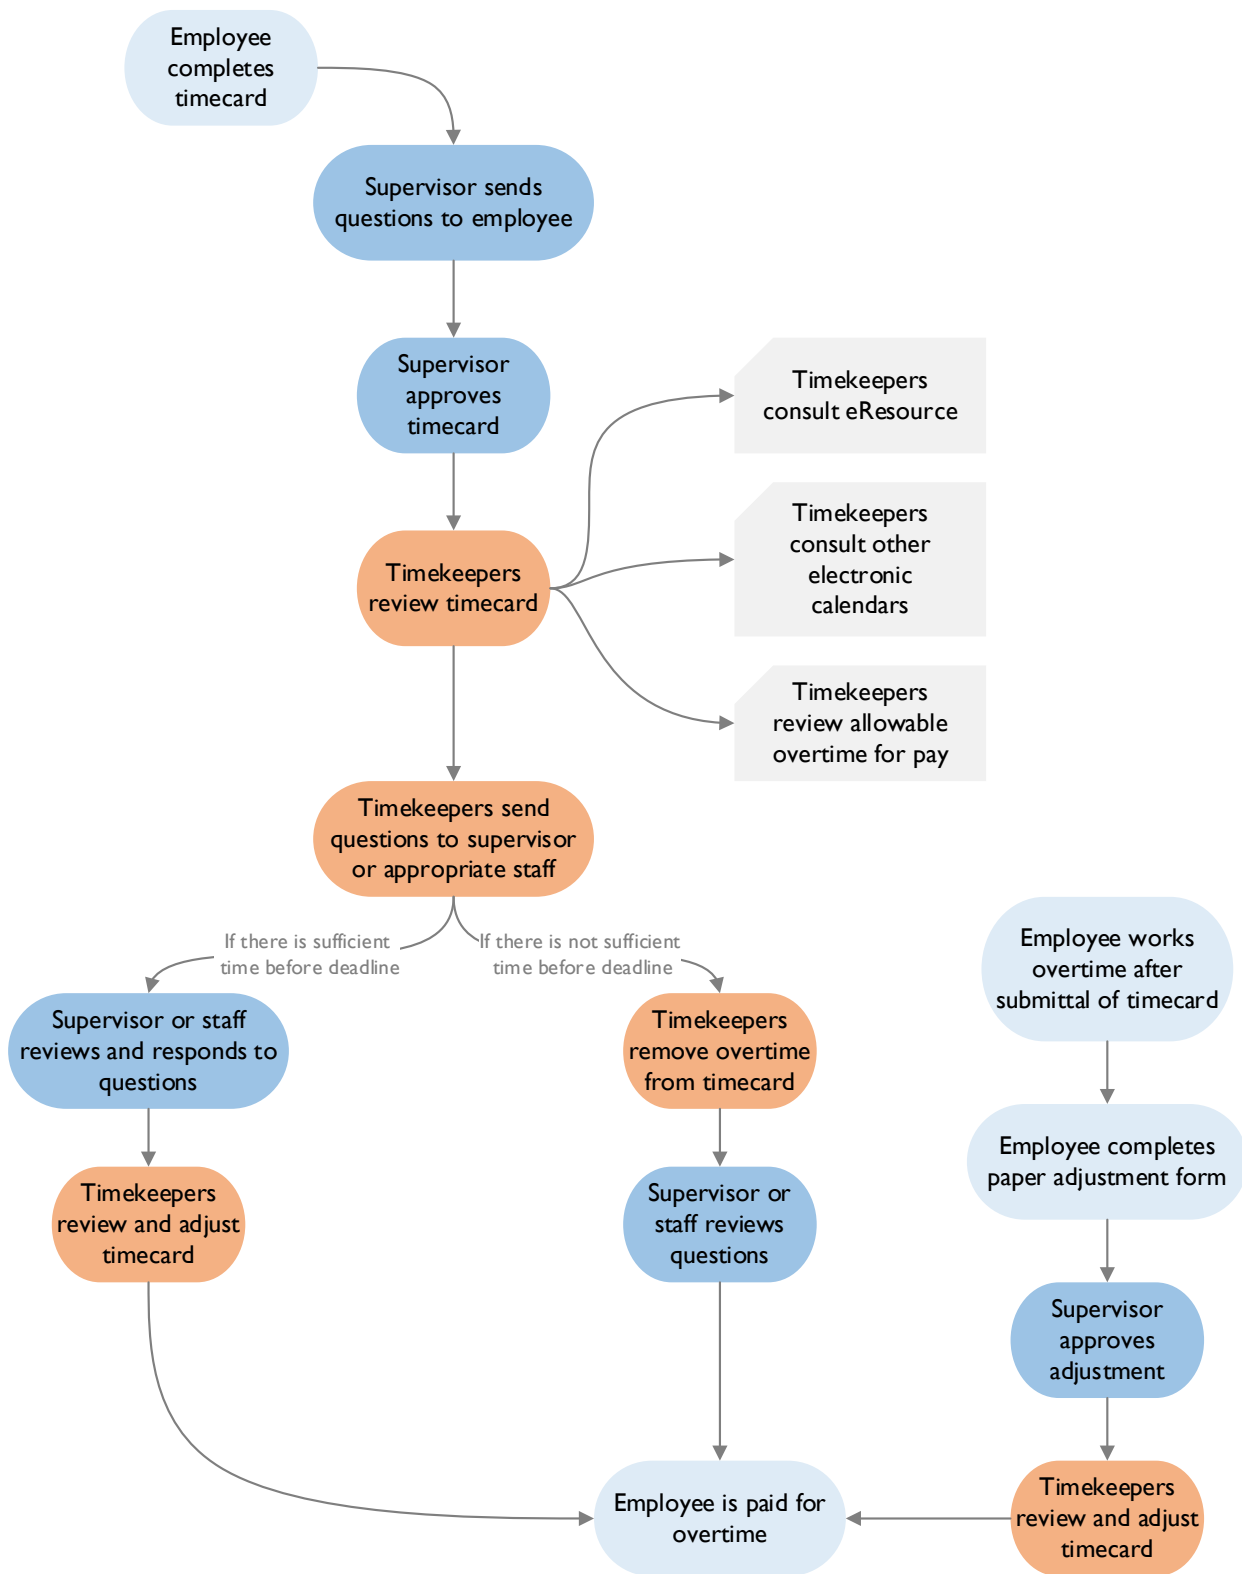 Employee
completes
timecard
Supervisor sends
questions to employee
Supervisor
approves
timecard
Timekeepers
consult eResource
Timekeepers
consult other
electronic
calendars
Timekeepers
review timecard
Timekeepers
review allowable
overtime for pay
Timekeepers send
questions to supervisor
or appropriate staff
If there is sufficient
time before deadline
If there is not sufficient
time before deadline
Employee works
overtime after
submittal of timecard
Supervisor or staff
reviews and responds to
questions
Timekeepers
remove overtime
from timecard
Employee completes
paper adjustment form
Timekeepers
review and adjust
timecard
Supervisor or
staff reviews
questions
Supervisor
approves
adjustment
Employee is paid for
overtime
Timekeepers
review and adjust
timecard